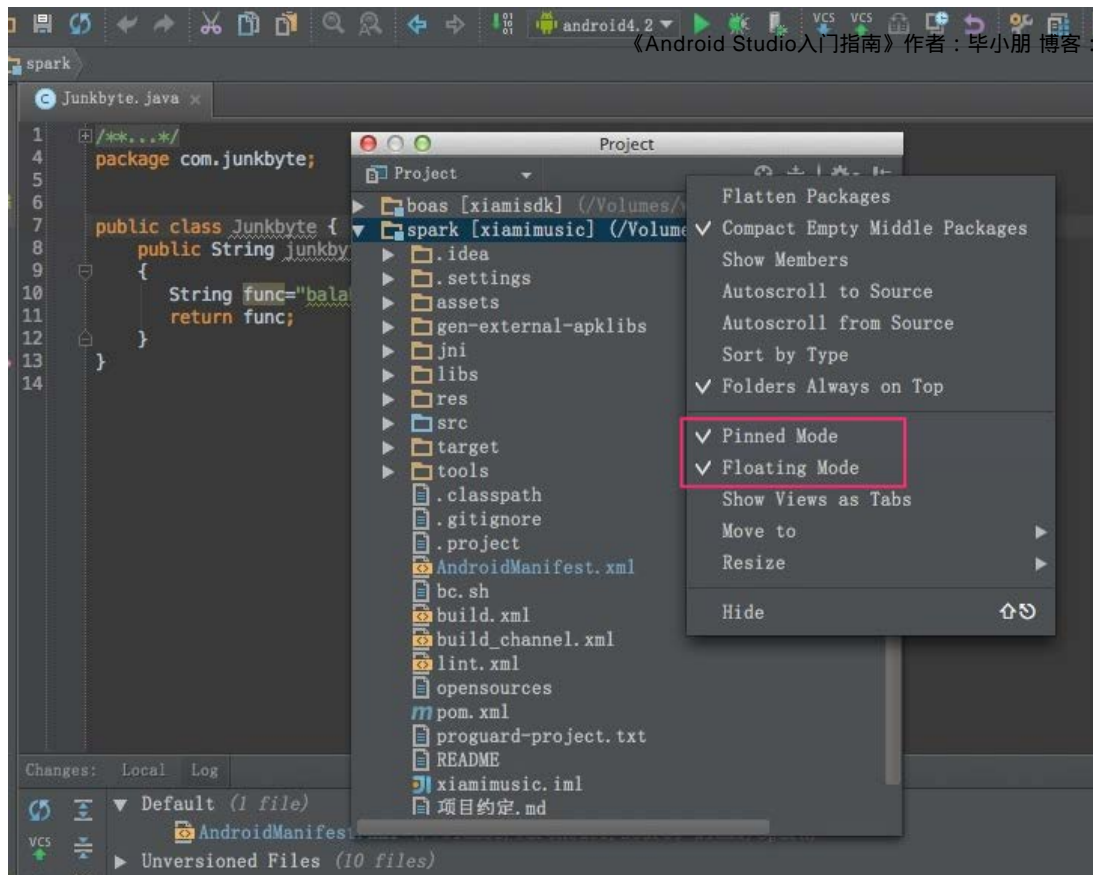 android4.2
VCS VCS
《Android Studio入门指南》作者：毕小朋 博客：
spark
Junkbyte.java
1 /**...*/
4 package com.junkbyte;
5
6
7 public class Junkbyte {
8 public String junkby
9 {
10 String func="bala
11 return func;
12 }
13 }
14
Project
Project
boas [xiamisdk] (/Volumes/
spark [xiamimusic] (/Volume
.idea
.settings
assets
gen-external-apklibs
jni
libs
res
src
target
tools
.classpath
.gitignore
.project
AndroidManifest.xml
bc.sh
build.xml
build_channel.xml
lint.xml
opensources
pom.xml
proguard-project.txt
README
xiamimusic.iml
项目约定.md
Flatten Packages
Compact Empty Middle Packages
Show Members
Autoscroll to Source
Autoscroll from Source
Sort by Type
Folders Always on Top
Pinned Mode
Floating Mode
Show Views as Tabs
Move to
Resize
Hide
Changes: Local Log
Default (1 file)
AndroidManifes
VCS
Unversioned Files (10 files)